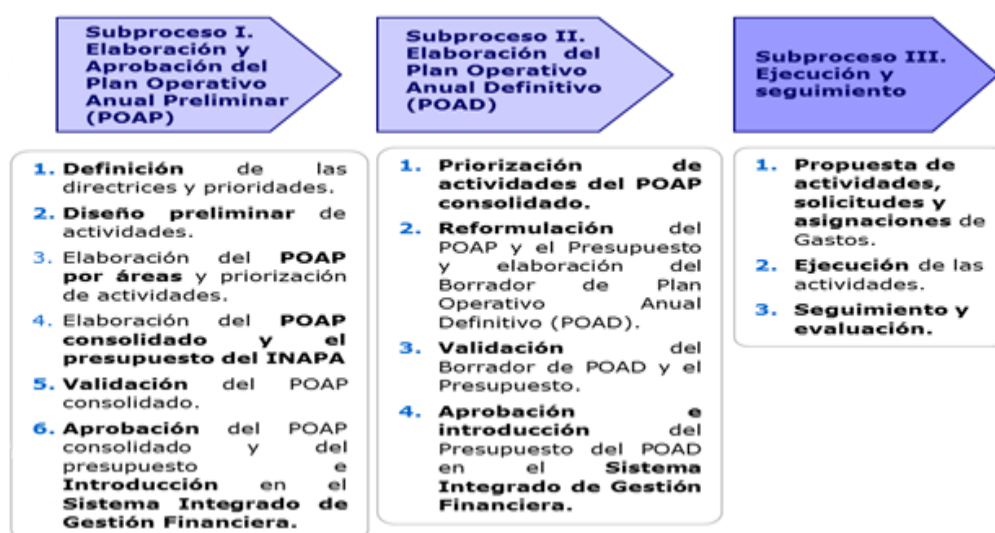 Subproceso I.
Elaboración y
Aprobación del
Plan Operativo
Anual Preliminar
(POAP)
1. Definición de las
directrices y prioridades.
2. Diseño preliminar de
actividades.
3. Elaboración del POAP
por áreas y priorización
de actividades.
4. Elaboración del POAP
consolidado y el
presupuesto del INAPA
5. Validación del POAP
consolidado.
6. Aprobación del POAP
consolidado y del
presupuesto e
Introducción en el
Sistema Integrado de
Gestión Financiera.
Subproceso II.
Elaboración del
Plan Operativo
Anual Definitivo
(POAD)
1. Priorización de
actividades del POAP
consolidado.
2. Reformulación del
POAP y el Presupuesto
y elaboración del
Borrador de Plan
Operativo Anual
Definitivo (POAD).
3. Validación del
Borrador de POAD y el
Presupuesto.
4. Aprobación e
introducción del
Presupuesto del POAD
en el Sistema
Integrado de Gestión
Financiera.
Subproceso III.
Ejecución y
seguimiento
1. Propuesta de
actividades,
solicitudes y
asignaciones de
Gastos.
2. Ejecución de las
actividades.
3. Seguimiento y
evaluación.